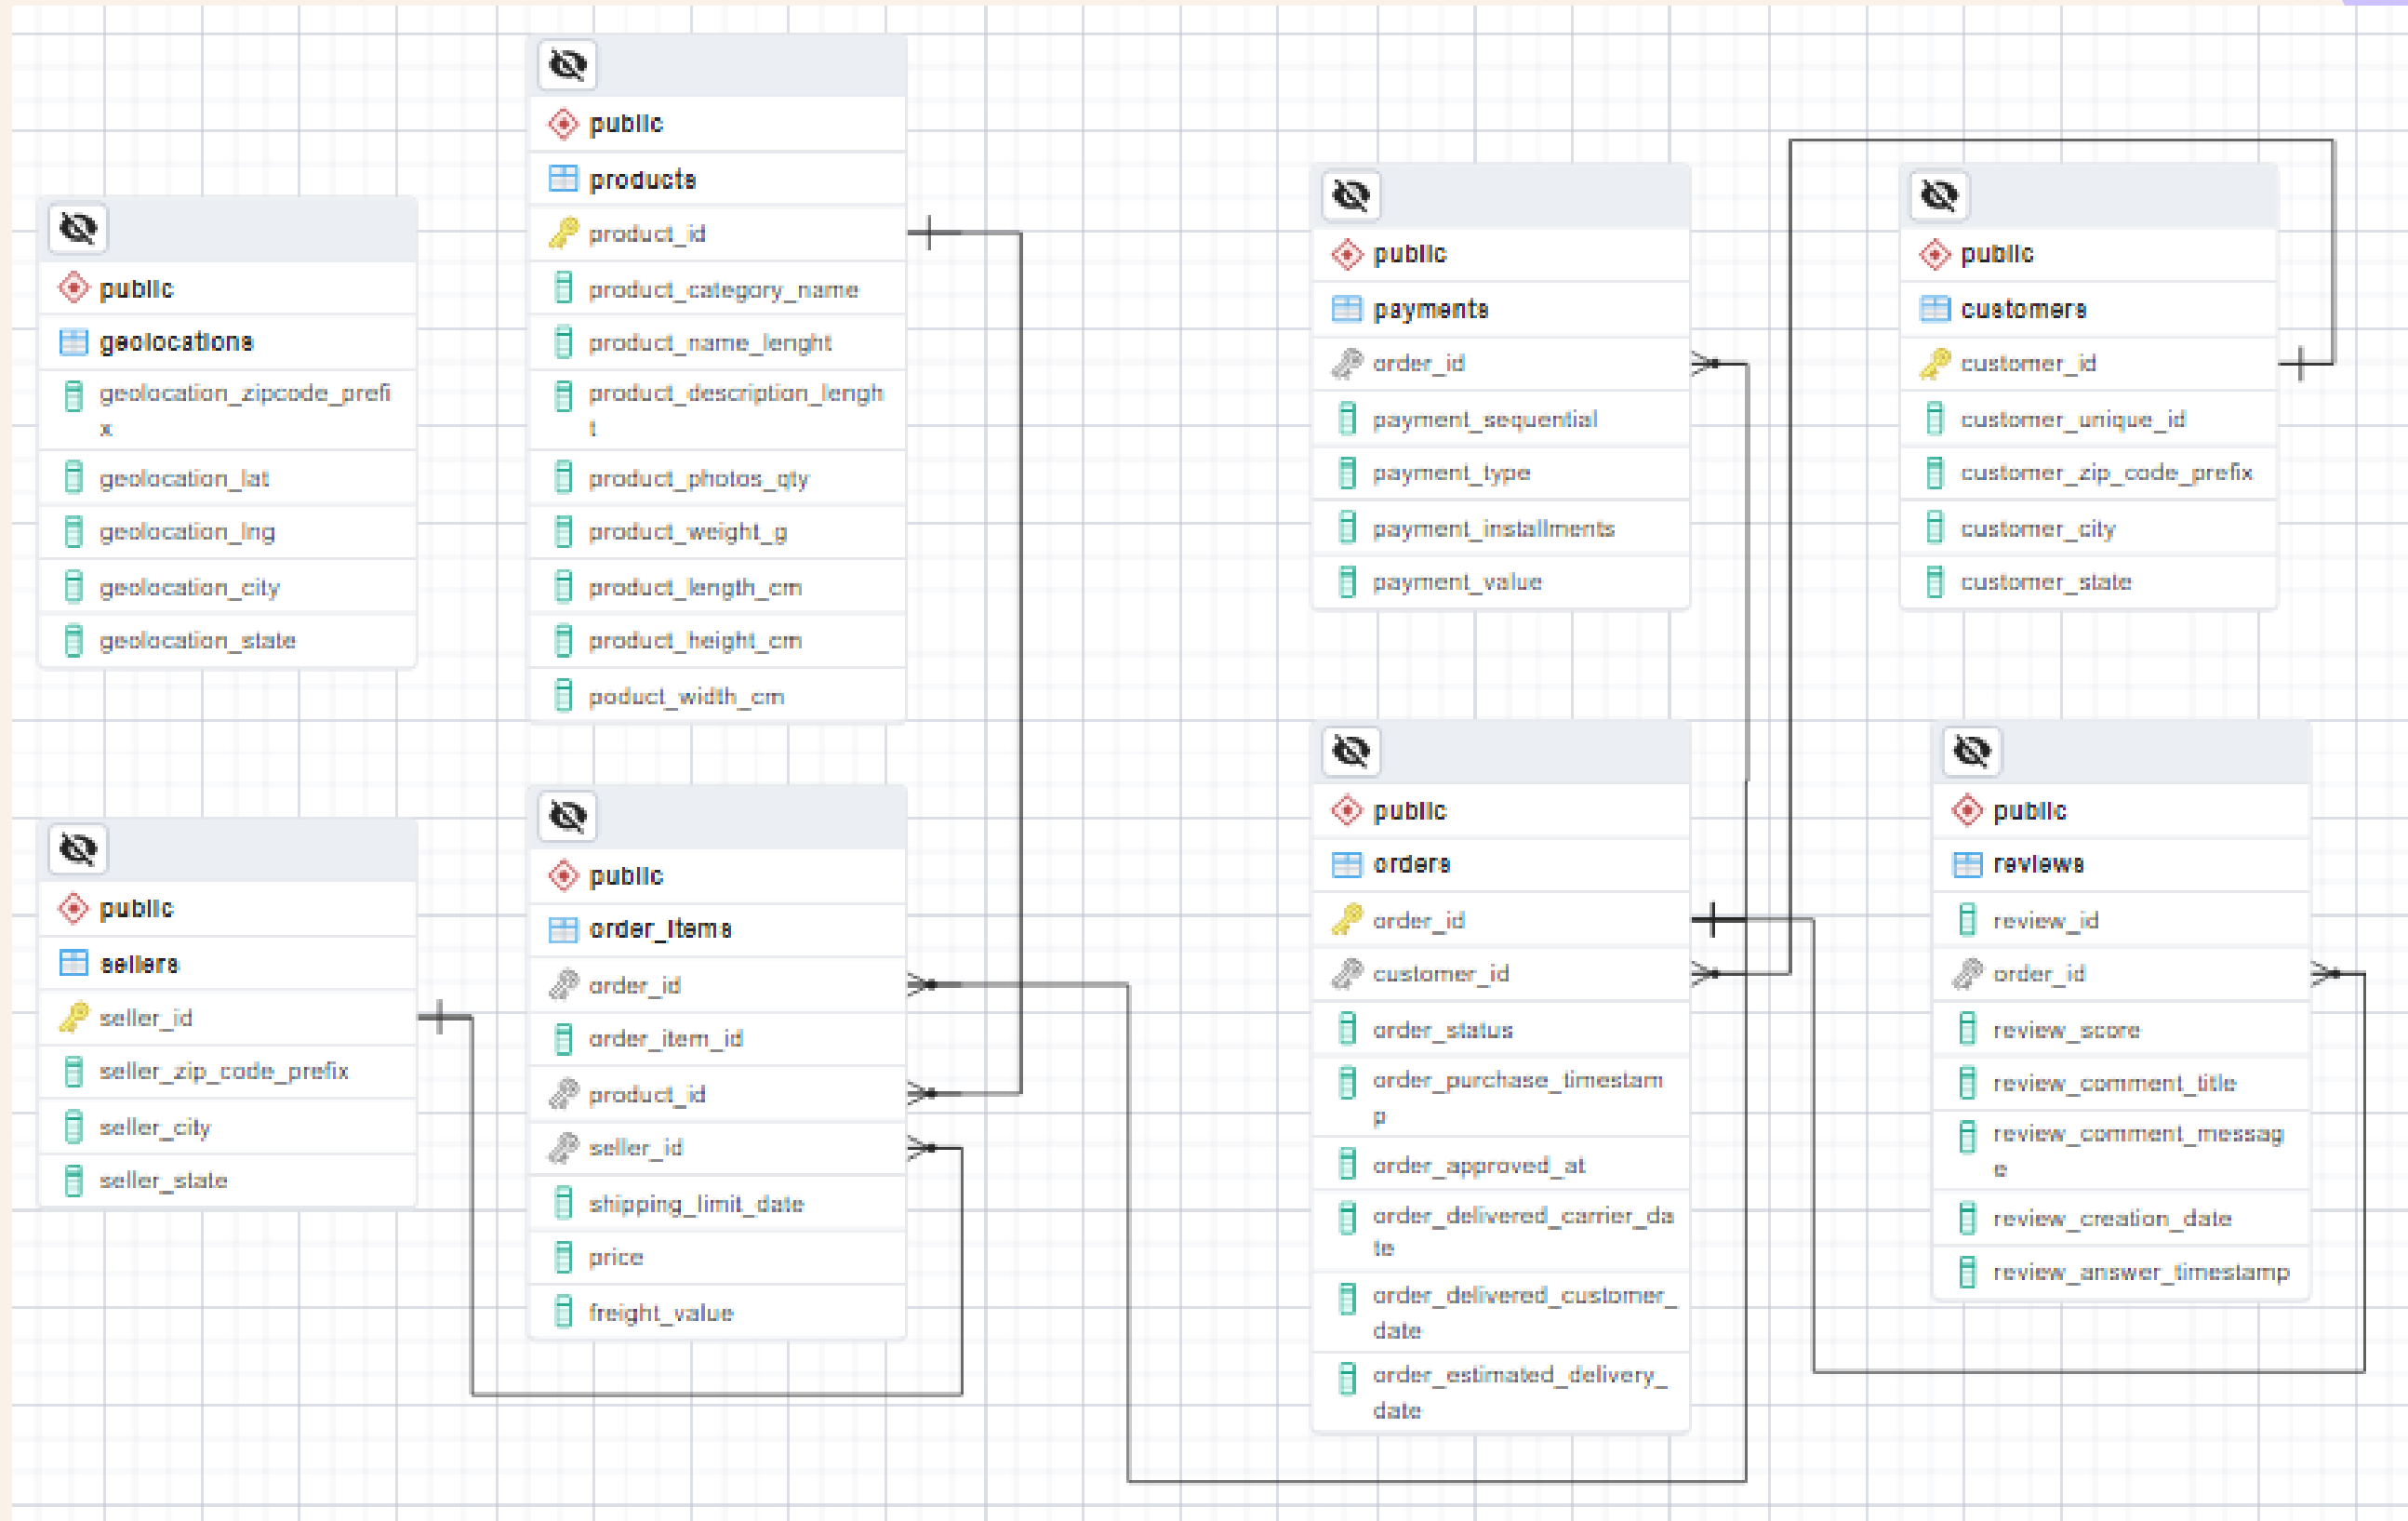 public
geolocations
geolocation_zipcode_prefi
x
geolocation_lat
geolocation_lng
geolocation_city
geolocation_state
public
products
product_id
product_category_name
product_name_lenght
product_description_lengh
t
product_photos_qty
product_weight_g
product_length_cm
product_height_cm
poduct_width_cm
public
payments
order_id
payment_sequential
payment_type
payment_installments
payment_value
public
customers
customer_id
customer_unique_id
customer_zip_code_prefix
customer_city
customer_state
public
sellers
seller_id
seller_zip_code_prefix
seller_city
seller_state
public
order_items
order_id
order_item_id
product_id
seller_id
shipping_limit_date
price
freight_value
public
orders
order_id
customer_id
order_status
order_purchase_timestam
p
order_approved_at
order_delivered_carrier_da
te
order_delivered_customer_
date
order_estimated_delivery_
date
public
reviews
review_id
order_id
review_score
review_comment_title
review_comment_messag
e
review_creation_date
review_answer_timestamp